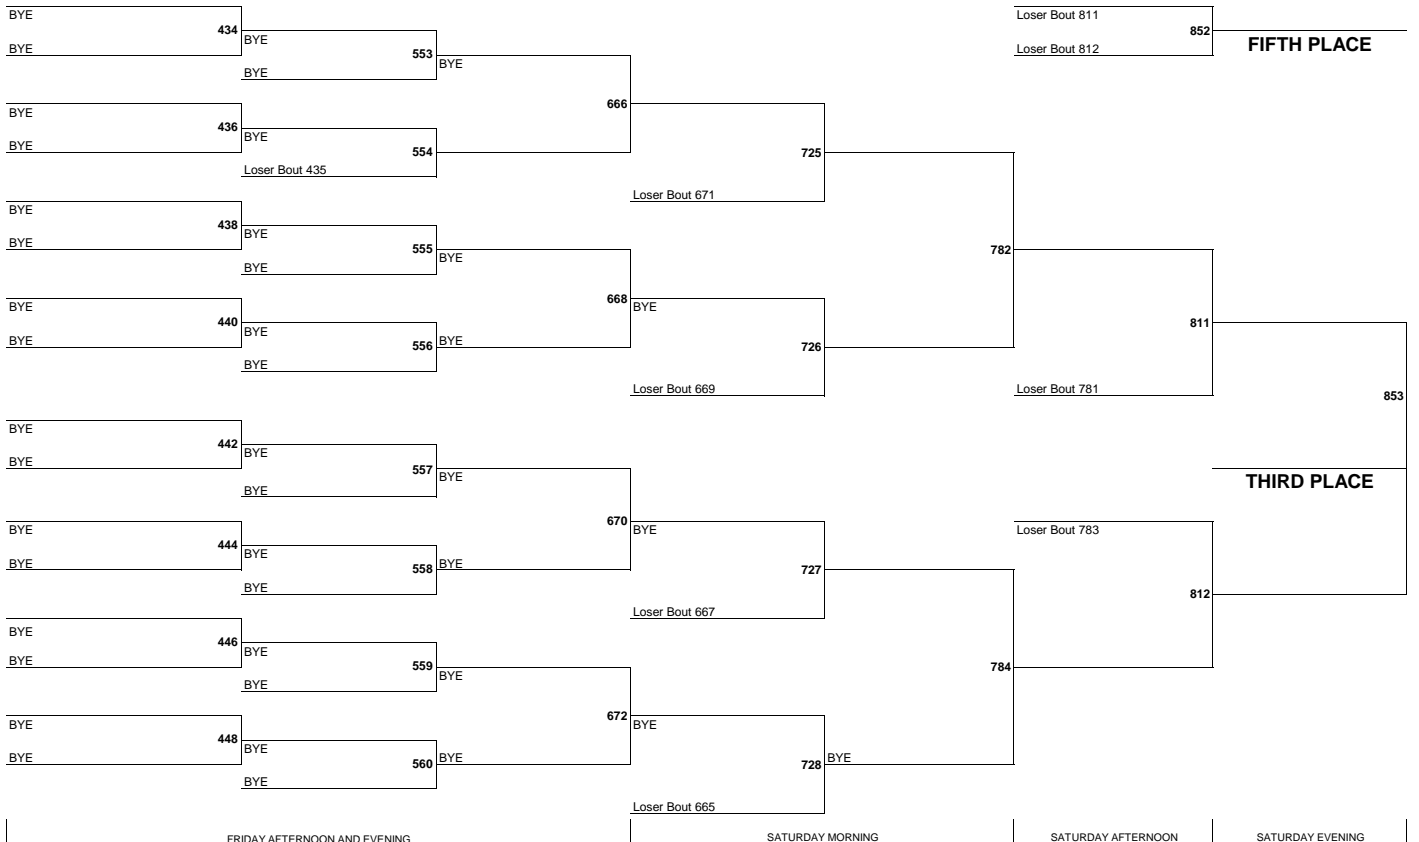 BYE
434
BYE
BYE
BYE
553
BYE
BYE
436
BYE
BYE
554
Loser Bout 435
666
725
Loser Bout 671
BYE
438
BYE
BYE
BYE
555
BYE
BYE
440
BYE
BYE
556
BYE
BYE
668
BYE
726
Loser Bout 669
782
811
Loser Bout 781
Loser Bout 811
852
Loser Bout 812
FIFTH PLACE
853
THIRD PLACE
BYE
442
BYE
BYE
BYE
557
BYE
BYE
444
BYE
BYE
558
BYE
BYE
670
BYE
727
Loser Bout 667
Loser Bout 783
812
784
BYE
446
BYE
BYE
BYE
559
BYE
BYE
448
BYE
BYE
560
BYE
BYE
672
BYE
728
BYE
Loser Bout 665
FRIDAY AFTERNOON AND EVENING
SATURDAY MORNING
SATURDAY AFTERNOON
SATURDAY EVENING